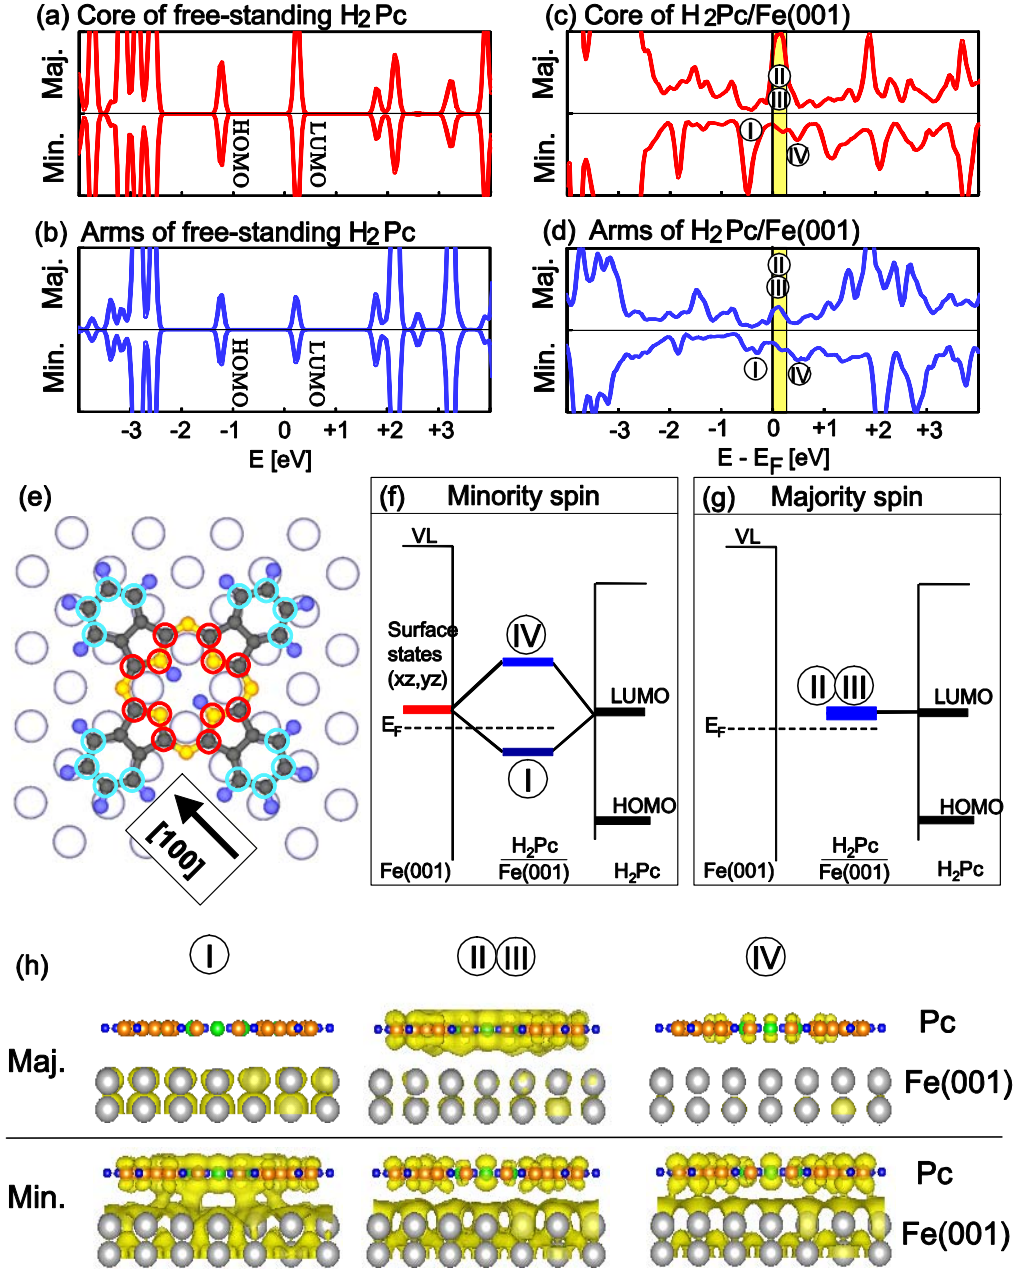 (a) Core of free-standing H2Pc
Maj.
Min.
HOMO
LUMO
(c) Core of H2Pc/Fe(001)
Maj.
Min.
II
III
I
IV
(b) Arms of free-standing H2Pc
Maj.
Min.
HOMO
LUMO
-3 -2 -1 0 +1 +2 +3
E [eV]
(d) Arms of H2Pc/Fe(001)
Maj.
Min.
II
III
I
IV
-3 -2 -1 0 +1 +2 +3
E - EF [eV]
(e)
[100]
(f) Minority spin
VL
Surface
states
(xz,yz)
IV
LUMO
EF
I
HOMO
Fe(001)
H2Pc
Fe(001)
H2Pc
(g) Majority spin
VL
II III
LUMO
EF
HOMO
Fe(001)
H2Pc
Fe(001)
H2Pc
(h)
I
II III
IV
Maj.
Pc
Fe(001)
Min.
Pc
Fe(001)